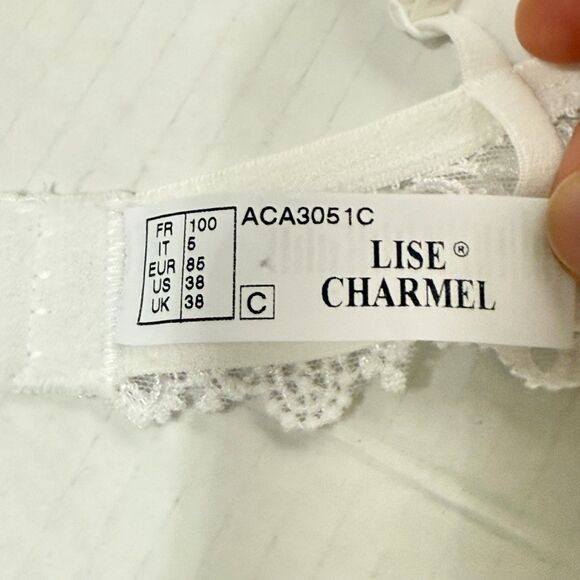 ACA3051C
FR 100
IT 5
EUR 85
US 38
UK 38
C
LISE®
CHARMEL